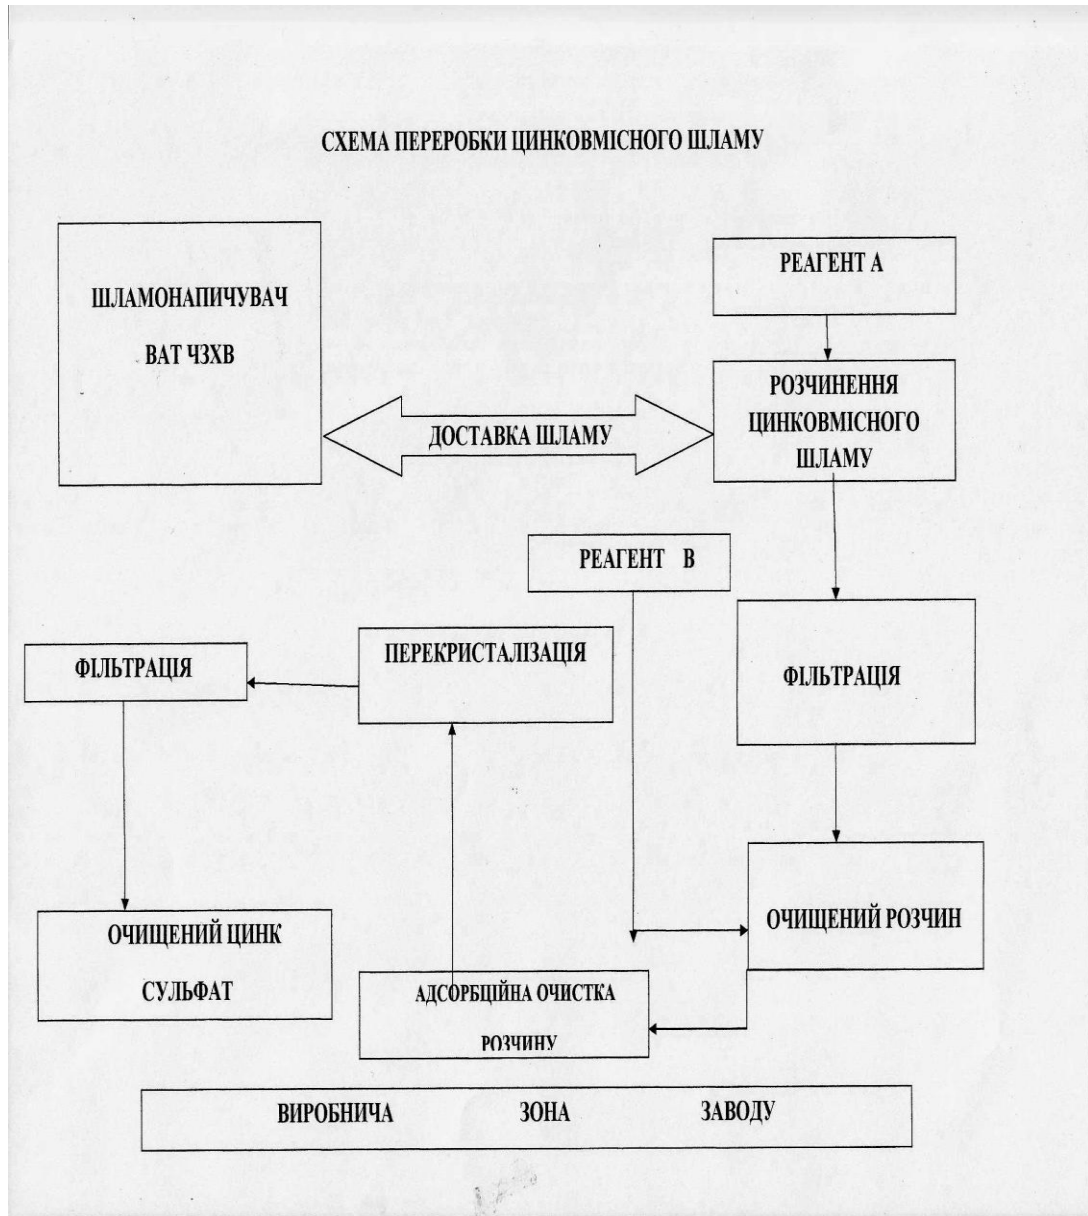 СХЕМА ПЕРЕРОБКИ ЦИНКОВМІСНОГО ШЛАМУ
ШЛАМОНАПИЧУВАЧ
ВАТ ЧЗХВ
РЕАГЕНТ А
РОЗЧИНЕННЯ
ЦИНКОВМІСНОГО
ШЛАМУ
ДОСТАВКА ШЛАМУ
РЕАГЕНТ В
ФІЛЬТРАЦІЯ
ПЕРЕКРИСТАЛІЗАЦІЯ
ФІЛЬТРАЦІЯ
ОЧИЩЕНИЙ РОЗЧИН
ОЧИЩЕНИЙ ЦИНК
СУЛЬФАТ
АДСОРБЦІЙНА ОЧИСТКА
РОЗЧИНУ
ВИРОБНИЧА ЗОНА ЗАВОДУ